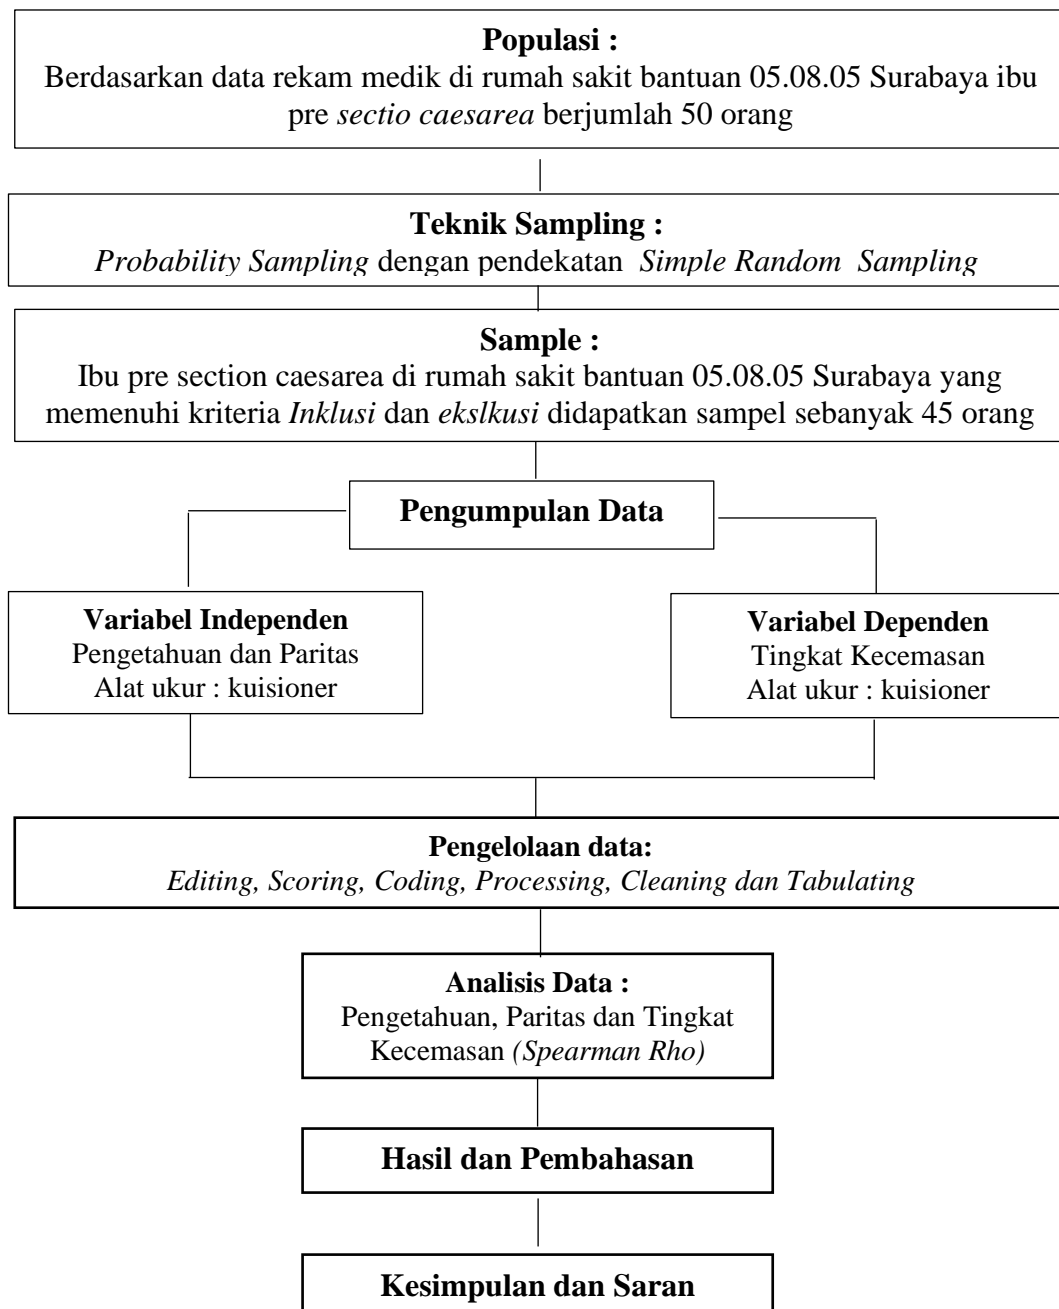 Populasi :
Berdasarkan data rekam medik di rumah sakit bantuan 05.08.05 Surabaya ibu
pre sectio caesarea berjumlah 50 orang
Teknik Sampling :
Probability Sampling dengan pendekatan Simple Random Sampling
Sample :
Ibu pre section caesarea di rumah sakit bantuan 05.08.05 Surabaya yang
memenuhi kriteria Inklusi dan ekslkusi didapatkan sampel sebanyak 45 orang
Pengumpulan Data
Variabel Independen
Pengetahuan dan Paritas
Alat ukur : kuisioner
Variabel Dependen
Tingkat Kecemasan
Alat ukur : kuisioner
Pengelolaan data:
Editing, Scoring, Coding, Processing, Cleaning dan Tabulating
Analisis Data :
Pengetahuan, Paritas dan Tingkat
Kecemasan (Spearman Rho)
Hasil dan Pembahasan
Kesimpulan dan Saran